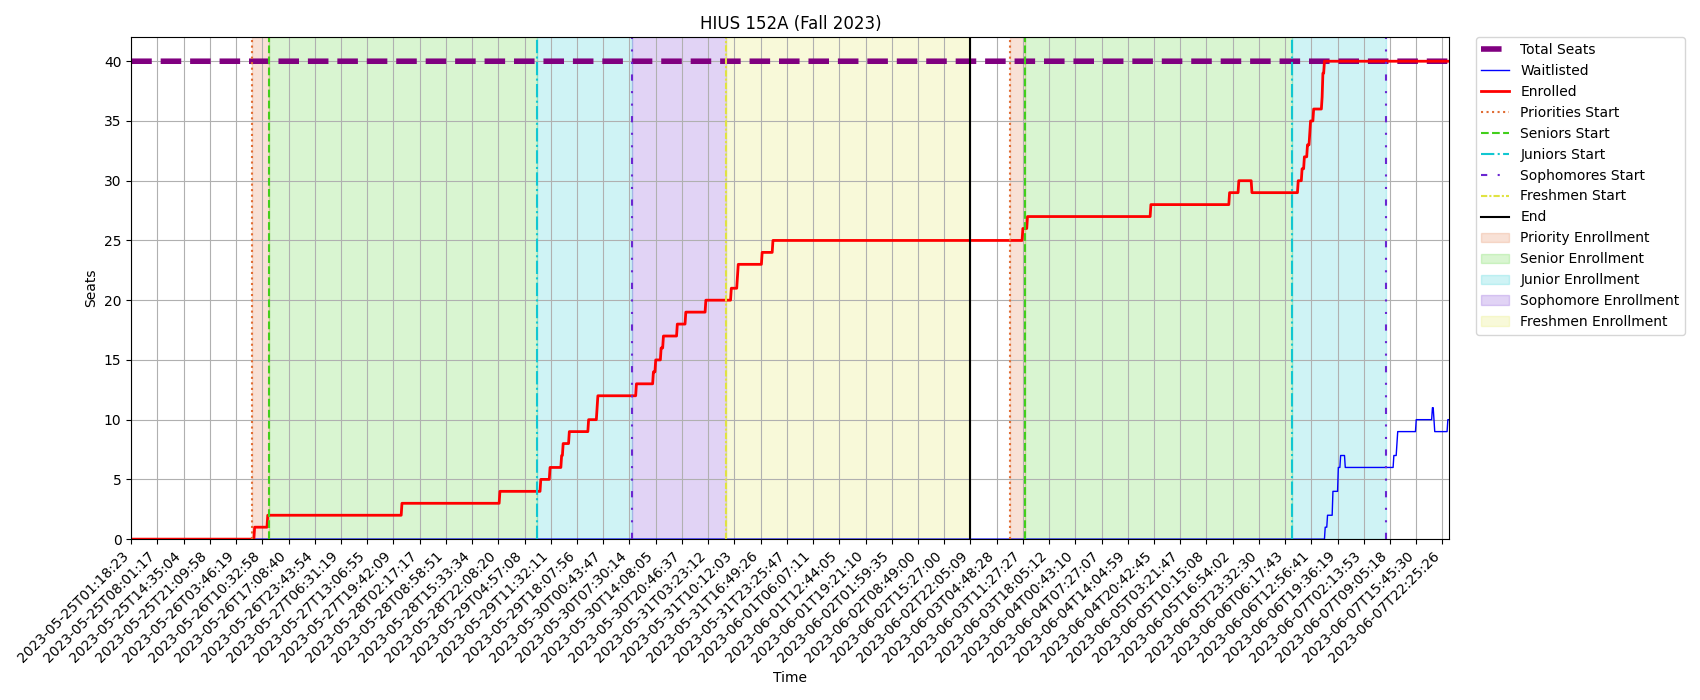 HIUS 152A (Fall 2023)
Total Seats
Waitlisted
Enrolled
Priorities Start
Seniors Start
Juniors Start
Sophomores Start
Freshmen Start
End
Priority Enrollment
Senior Enrollment
Junior Enrollment
Sophomore Enrollment
Freshmen Enrollment
Seats
40
35
30
25
20
15
10
5
0
2023-05-25T01:18:23
2023-05-25T08:01:17
2023-05-25T14:35:04
2023-05-25T21:09:58
2023-05-26T03:46:19
2023-05-26T10:32:58
2023-05-26T17:08:40
2023-05-26T23:43:54
2023-05-27T06:31:19
2023-05-27T13:06:55
2023-05-27T19:42:09
2023-05-28T02:17:17
2023-05-28T08:58:51
2023-05-28T15:33:34
2023-05-28T22:08:20
2023-05-29T04:57:08
2023-05-29T11:32:11
2023-05-29T18:07:56
2023-05-30T00:43:47
2023-05-30T07:30:14
2023-05-30T14:08:05
2023-05-30T20:46:37
2023-05-31T03:23:12
2023-05-31T10:12:03
2023-05-31T16:49:26
2023-05-31T23:25:47
2023-06-01T06:07:11
2023-06-01T12:44:05
2023-06-01T19:21:10
2023-06-02T01:59:35
2023-06-02T08:49:00
2023-06-02T15:27:00
2023-06-02T22:05:09
2023-06-03T04:48:28
2023-06-03T11:27:27
2023-06-03T18:05:12
2023-06-04T00:43:10
2023-06-04T07:27:07
2023-06-04T14:04:59
2023-06-04T20:42:45
2023-06-05T03:21:47
2023-06-05T10:15:08
2023-06-05T16:54:02
2023-06-05T23:32:30
2023-06-06T06:17:43
2023-06-06T12:56:41
2023-06-06T19:36:19
2023-06-07T02:13:53
2023-06-07T09:05:18
2023-06-07T15:45:30
2023-06-07T22:25:26
Time